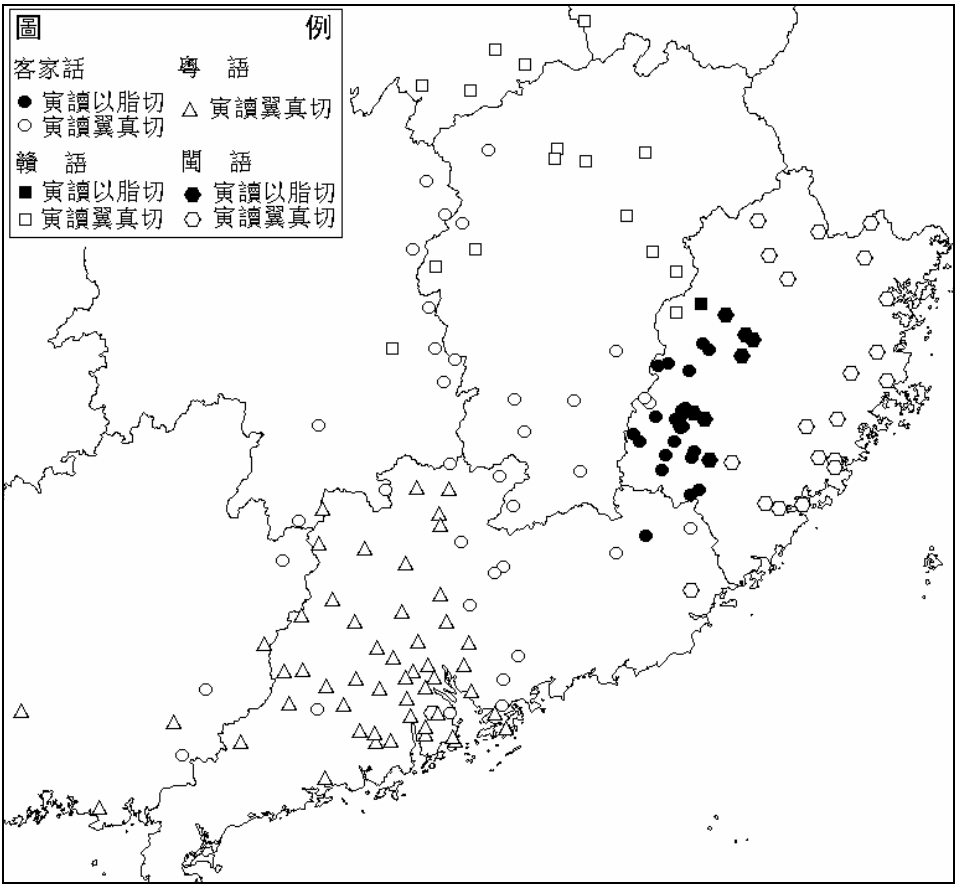 圖 例
客家話 粵 語
寅讀以脂切
寅讀翼真切 寅讀翼真切
贛 語 閩 語
寅讀以脂切 寅讀以脂切
寅讀翼真切 寅讀翼真切